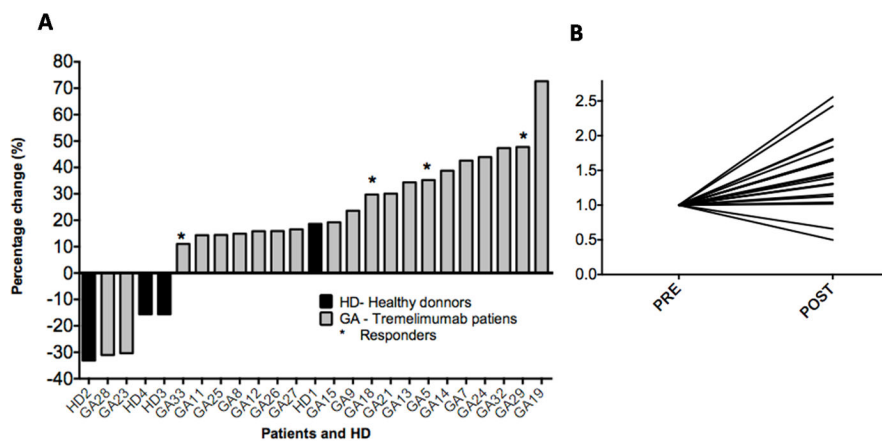 A
B
Percentage change (%)
80
70
60
50
40
30
20
10
0
-10
-20
-30
-40
*
*
*
*
HD- Healthy donnors
GA - Tremelimumab patiens
* Responders
HD2
GA28
GA23
HD4
HD3
GA33
GA11
GA25
GA8
GA12
GA26
GA27
HD1
GA15
GA9
GA18
GA21
GA13
GA5
GA14
GA7
GA24
GA32
GA29
GA19
Patients and HD
2.5
2.0
1.5
1.0
0.5
0.0
PRE
POST